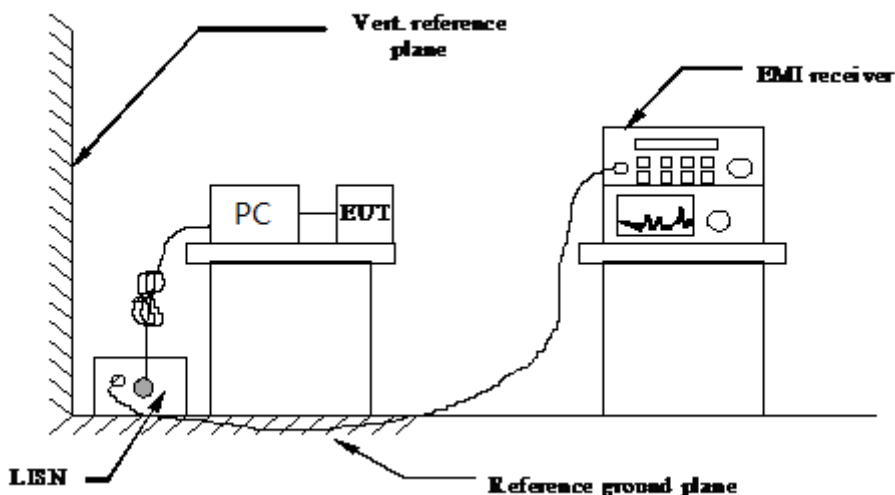 Vert. reference
plane
EMI receiver
PC
EUT
LISN
Reference ground plane